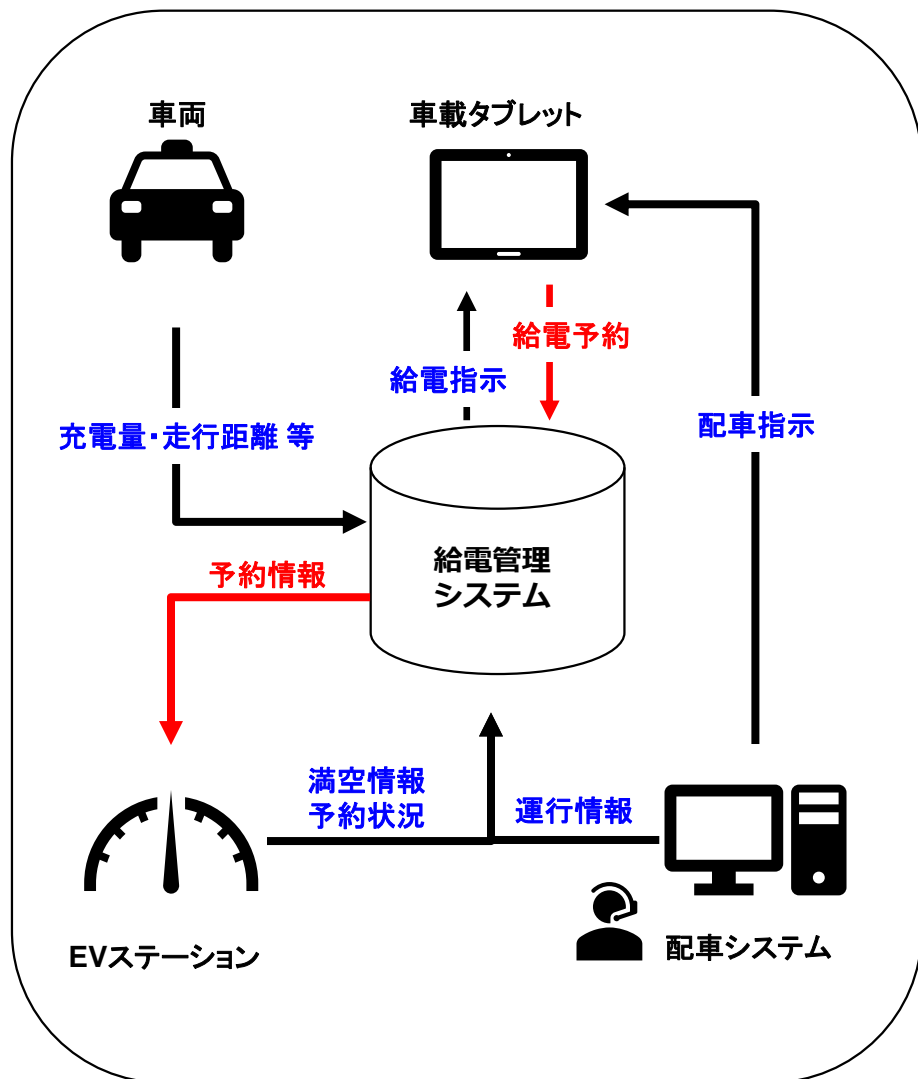 車両
車載タブレット
給電予約
給電指示
配車指示
充電量・走行距離 等
給電管理
システム
予約情報
満空情報
予約状況
運行情報
EVステーション
配車システム